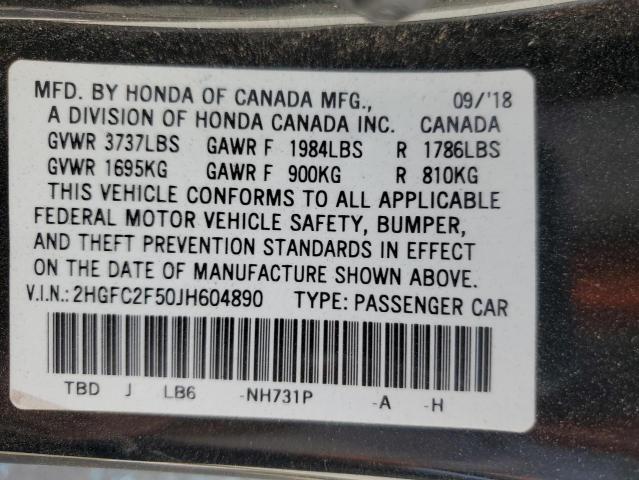 MFD. BY HONDA OF CANADA MFG., 09/'18
A DIVISION OF HONDA CANADA INC. CANADA
GVWR 3737LBS GAWR F 1984LBS R 1786LBS
GVWR 1695KG GAWR F 900KG R 810KG
THIS VEHICLE CONFORMS TO ALL APPLICABLE
FEDERAL MOTOR VEHICLE SAFETY, BUMPER,
AND THEFT PREVENTION STANDARDS IN EFFECT
ON THE DATE OF MANUFACTURE SHOWN ABOVE.
V.I.N.: 2HGFC2F50JH604890 TYPE: PASSENGER CAR
TBD J LB6 -NH731P -A -H